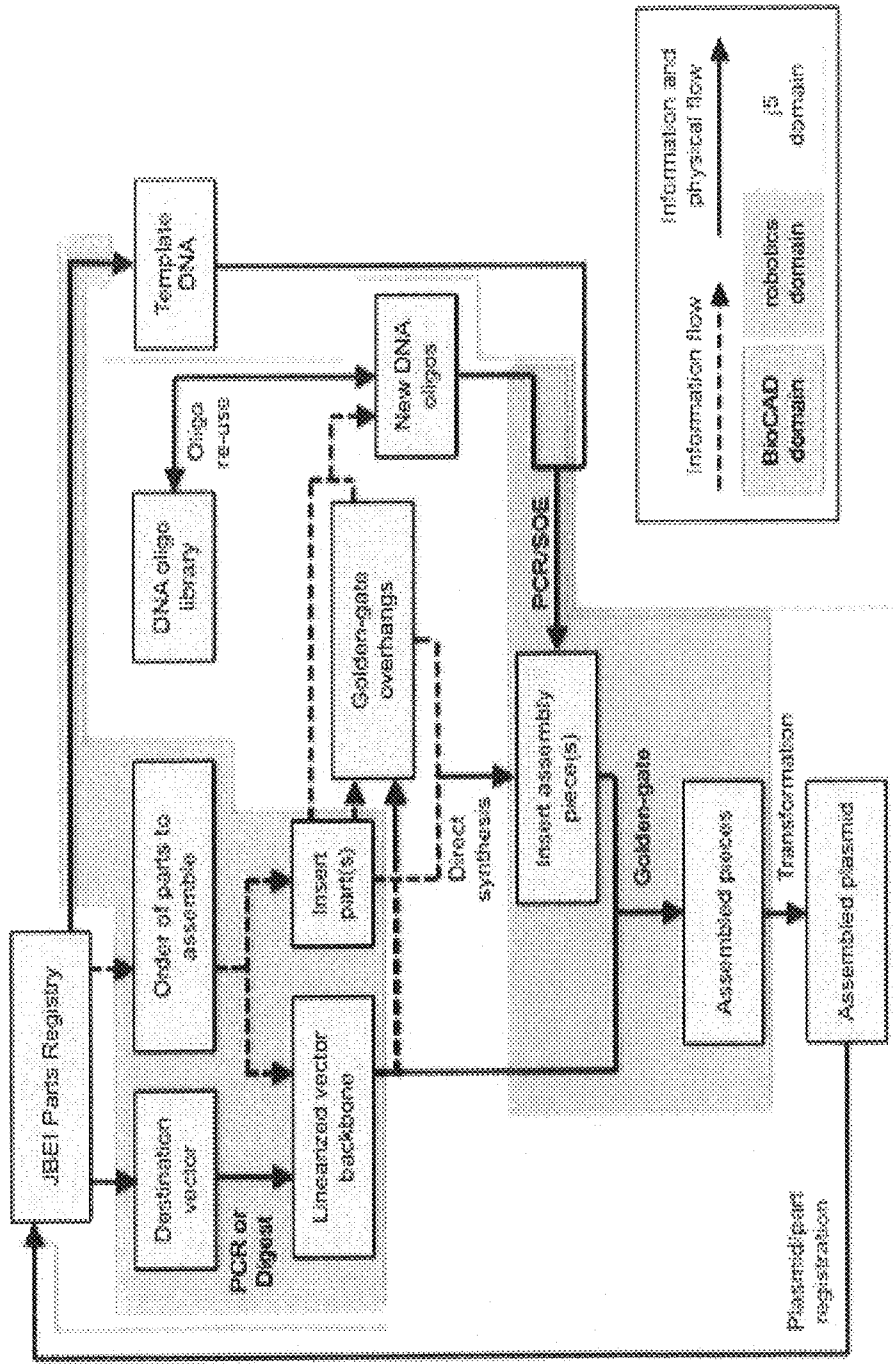 JBEI Parts Registry
Destination
vector
Order of parts to
assemble
DNA oligo
library
Template
DNA
Oligo
re-use
PCR or
Digest
Linearized vector
backbone
Insert
part(s)
Golden-gate
overhangs
New DNA
oligos
Direct
synthesis
PCR/SOE
Insert assembly
piece(s)
Golden-gate
Assembled pieces
Transformation
Assembled plasmid
Plasmid/part
registration
Information flow
Information and
physical flow
BioCAD
domain
robotics
domain
j5
domain